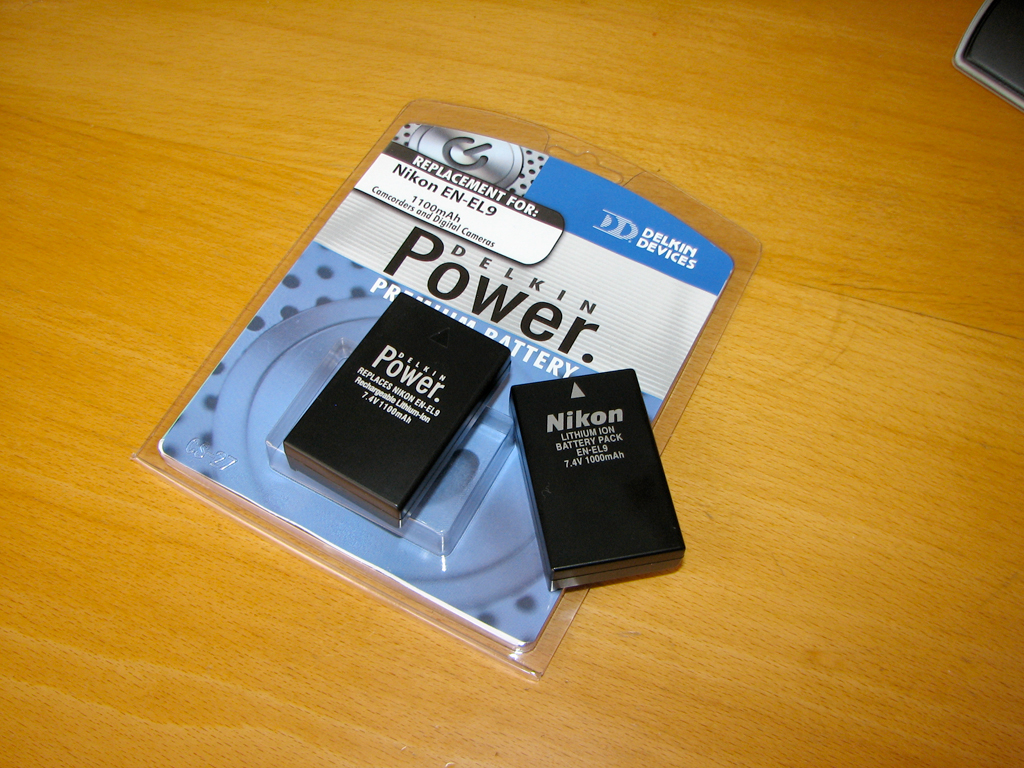 REPLACEMENT FOR:
Nikon EN-EL9
1100mAh
Camcorders and Digital Cameras
DELKIN
DEVICES
DELKIN
Power.
PREMIUM BATTERY
DELKIN
Power.
REPLACES NIKON EN-EL9
Rechargeable Lithium-Ion
7.4V 1100mAh
Nikon
LITHIUM ION
BATTERY PACK
EN-EL9
7.4V 1000mAh